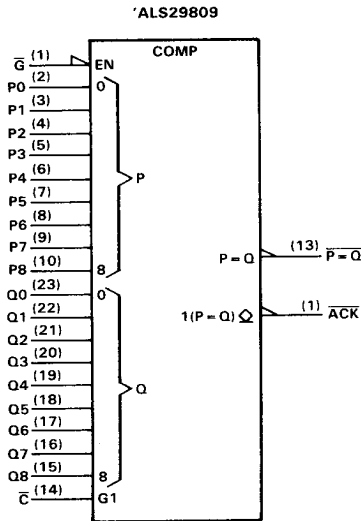 'ALS29809
COMP
G (1) EN
P0 (2) 0
P1 (3)
P2 (4)
P3 (5)
P4 (6) P
P5 (7)
P6 (8)
P7 (9) P = Q (13) P=Q
P8 (10) 8
Q0 (23) 0
Q1 (22) 1(P = Q) (1) ACK
Q2 (21)
Q3 (20)
Q4 (19) Q
Q5 (18)
Q6 (17)
Q7 (16)
Q8 (15) 8
C (14) G1